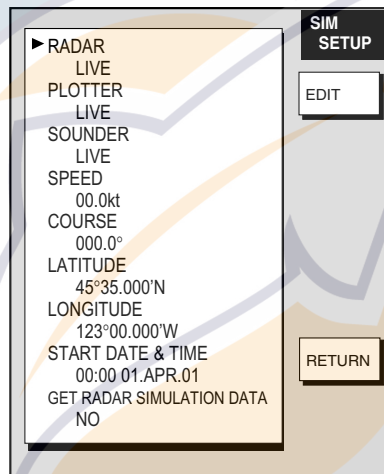 SIM
SETUP
▶RADAR
LIVE
PLOTTER
LIVE
SOUNDER
LIVE
SPEED
00.0kt
COURSE
000.0°
LATITUDE
45°35.000'N
LONGITUDE
123°00.000'W
START DATE & TIME
00:00 01.APR.01
GET RADAR SIMULATION DATA
NO
EDIT
RETURN